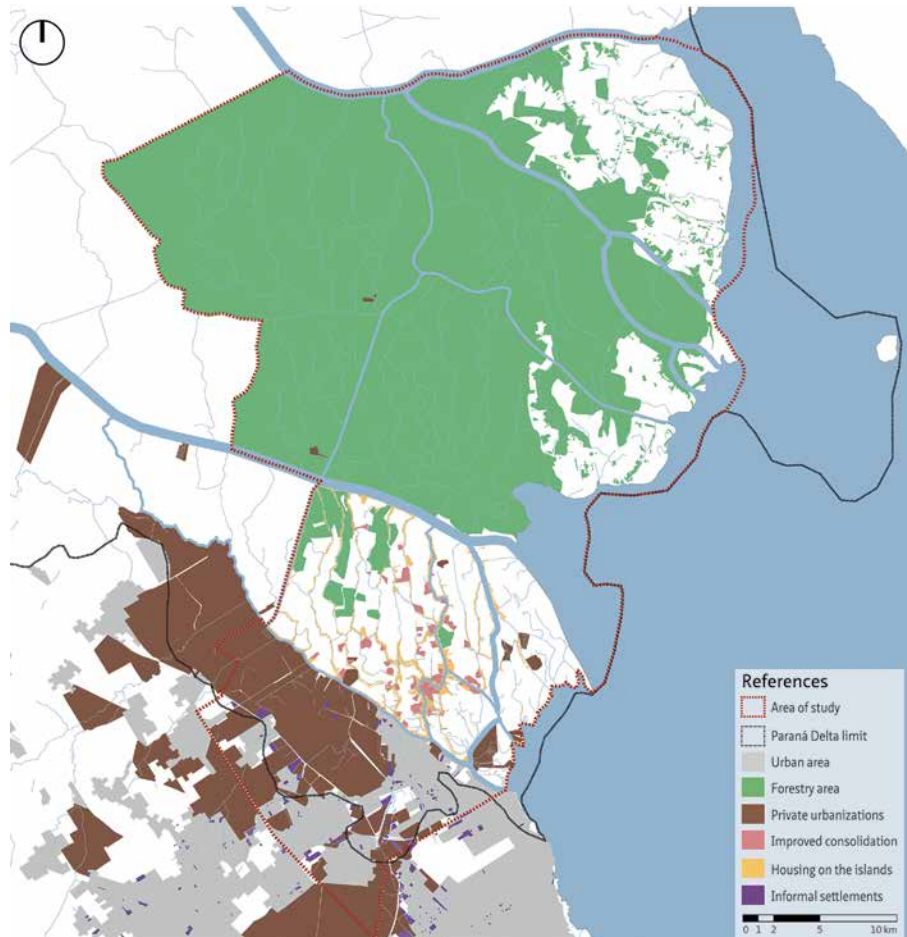 References
Area of study
Paraná Delta limit
Urban area
Forestry area
Private urbanizations
Improved consolidation
Housing on the islands
Informal settlements
0 1 2 5 10 km